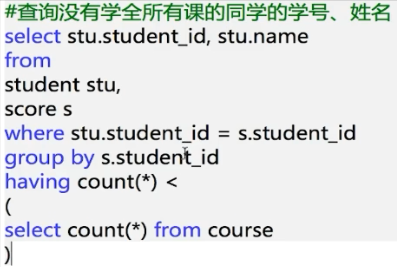 #查询没有学全所有课的同学的学号、姓名
select stu.student_id, stu.name
from
student stu,
score s
where stu.student_id = s.student_id
group by s.student_id
having count(*) <
(
select count(*) from course
)